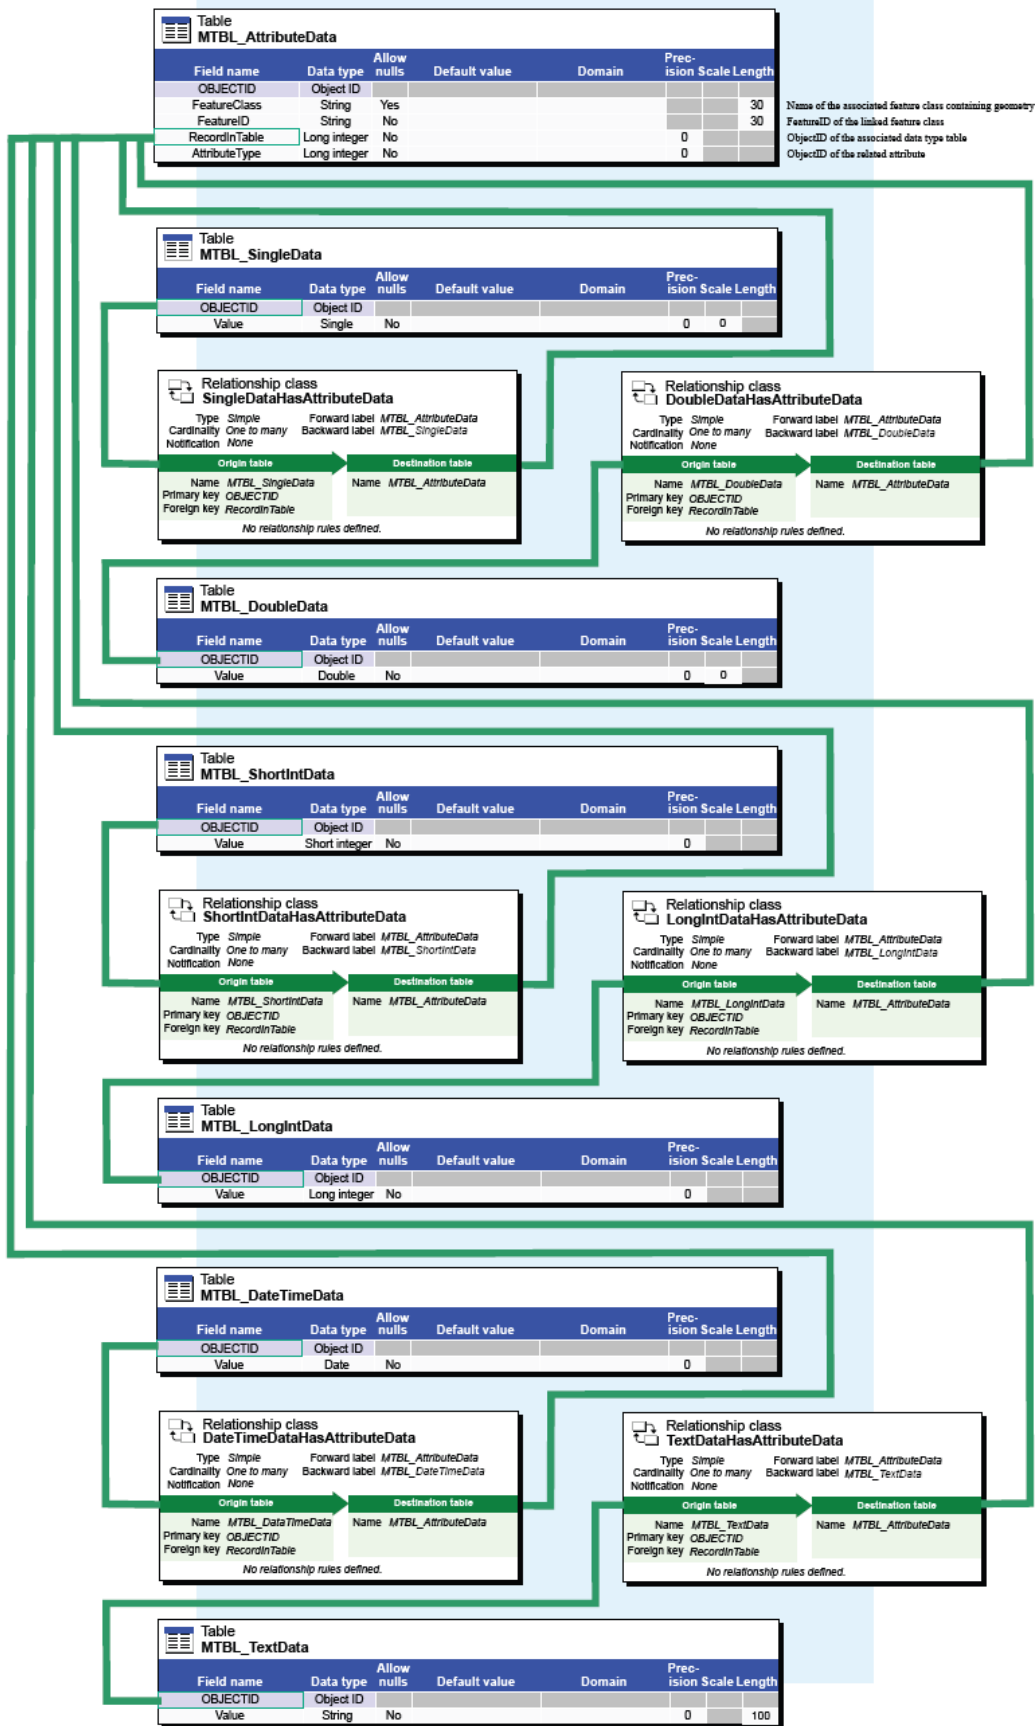 Table
MTBL_AttributeData
Field name Data type Allow nulls Default value Domain Prec-ision Scale Length
OBJECTID Object ID
FeatureClass String Yes 30 Name of the associated feature class containing geometry
FeatureID String No 30 FeatureID of the linked feature class
RecordInTable Long integer No 0 ObjectID of the associated data type table
AttributeType Long integer No 0 ObjectID of the related attribute
Table
MTBL_SingleData
Field name Data type Allow nulls Default value Domain Prec-ision Scale Length
OBJECTID Object ID
Value Single No 0 0
Relationship class
SingleDataHasAttributeData
Type Simple Forward label MTBL_AttributeData
Cardinality One to many Backward label MTBL_SingleData
Notification None
Origin table Destination table
Name MTBL_SingleData Name MTBL_AttributeData
Primary key OBJECTID
Foreign key RecordInTable
No relationship rules defined.
Relationship class
DoubleDataHasAttributeData
Type Simple Forward label MTBL_AttributeData
Cardinality One to many Backward label MTBL_DoubleData
Notification None
Origin table Destination table
Name MTBL_DoubleData Name MTBL_AttributeData
Primary key OBJECTID
Foreign key RecordInTable
No relationship rules defined.
Table
MTBL_DoubleData
Field name Data type Allow nulls Default value Domain Prec-ision Scale Length
OBJECTID Object ID
Value Double No 0 0
Table
MTBL_ShortIntData
Field name Data type Allow nulls Default value Domain Prec-ision Scale Length
OBJECTID Object ID
Value Short integer No 0
Relationship class
ShortIntDataHasAttributeData
Type Simple Forward label MTBL_AttributeData
Cardinality One to many Backward label MTBL_ShortIntData
Notification None
Origin table Destination table
Name MTBL_ShortIntData Name MTBL_AttributeData
Primary key OBJECTID
Foreign key RecordInTable
No relationship rules defined.
Relationship class
LongIntDataHasAttributeData
Type Simple Forward label MTBL_AttributeData
Cardinality One to many Backward label MTBL_LongIntData
Notification None
Origin table Destination table
Name MTBL_LongIntData Name MTBL_AttributeData
Primary key OBJECTID
Foreign key RecordInTable
No relationship rules defined.
Table
MTBL_LongIntData
Field name Data type Allow nulls Default value Domain Prec-ision Scale Length
OBJECTID Object ID
Value Long integer No 0
Table
MTBL_DateTimeData
Field name Data type Allow nulls Default value Domain Prec-ision Scale Length
OBJECTID Object ID
Value Date No 0
Relationship class
DateTimeDataHasAttributeData
Type Simple Forward label MTBL_AttributeData
Cardinality One to many Backward label MTBL_DateTimeData
Notification None
Origin table Destination table
Name MTBL_DataTimeData Name MTBL_AttributeData
Primary key OBJECTID
Foreign key RecordInTable
No relationship rules defined.
Relationship class
TextDataHasAttributeData
Type Simple Forward label MTBL_AttributeData
Cardinality One to many Backward label MTBL_TextData
Notification None
Origin table Destination table
Name MTBL_TextData Name MTBL_AttributeData
Primary key OBJECTID
Foreign key RecordInTable
No relationship rules defined.
Table
MTBL_TextData
Field name Data type Allow nulls Default value Domain Prec-ision Scale Length
OBJECTID Object ID
Value String No 0 100